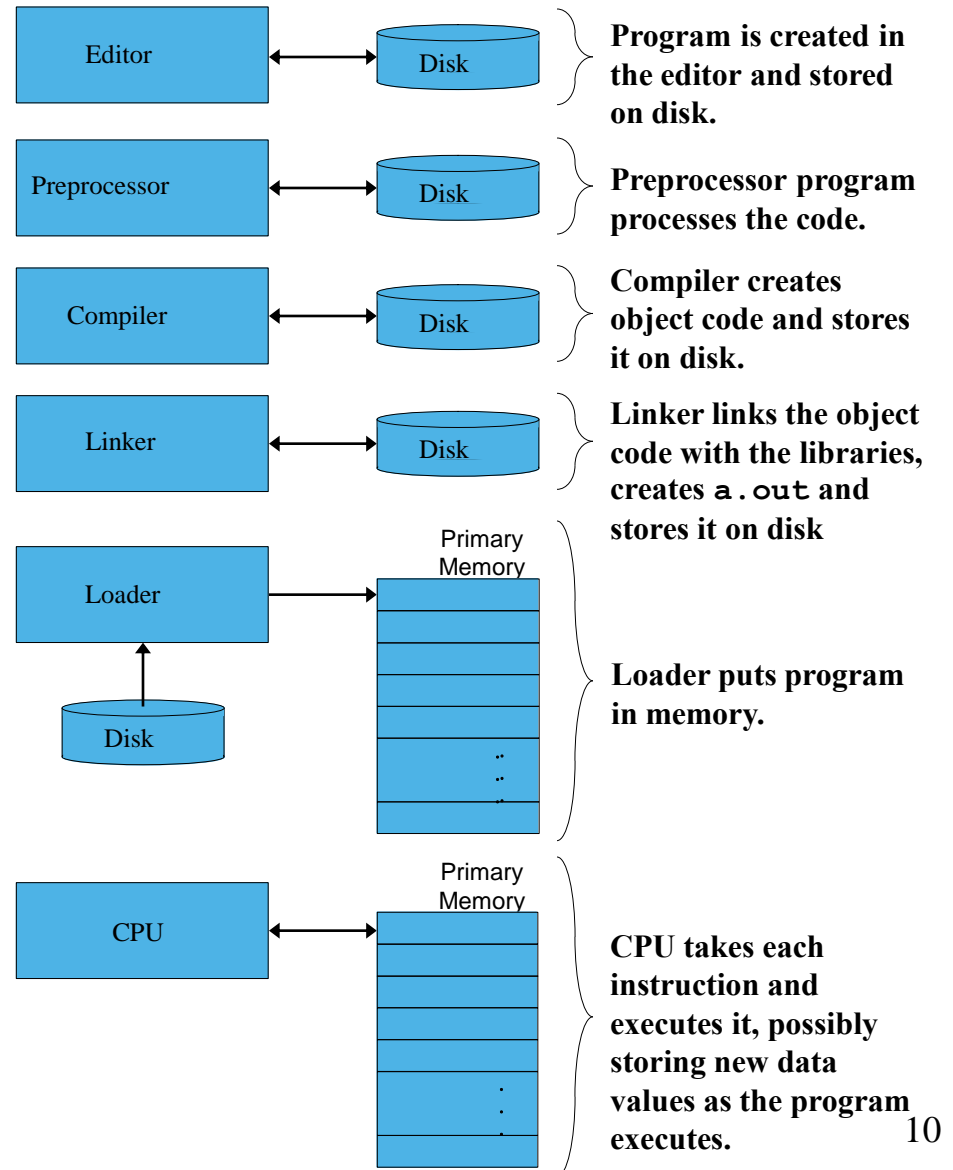 Editor
Disk
Program is created in
the editor and stored
on disk.
Preprocessor
Disk
Preprocessor program
processes the code.
Compiler
Disk
Compiler creates
object code and stores
it on disk.
Linker
Disk
Linker links the object
code with the libraries,
creates a.out and
stores it on disk
Loader
Disk
Primary
Memory
Loader puts program
in memory.
CPU
Primary
Memory
CPU takes each
instruction and
executes it, possibly
storing new data
values as the program
executes.
10